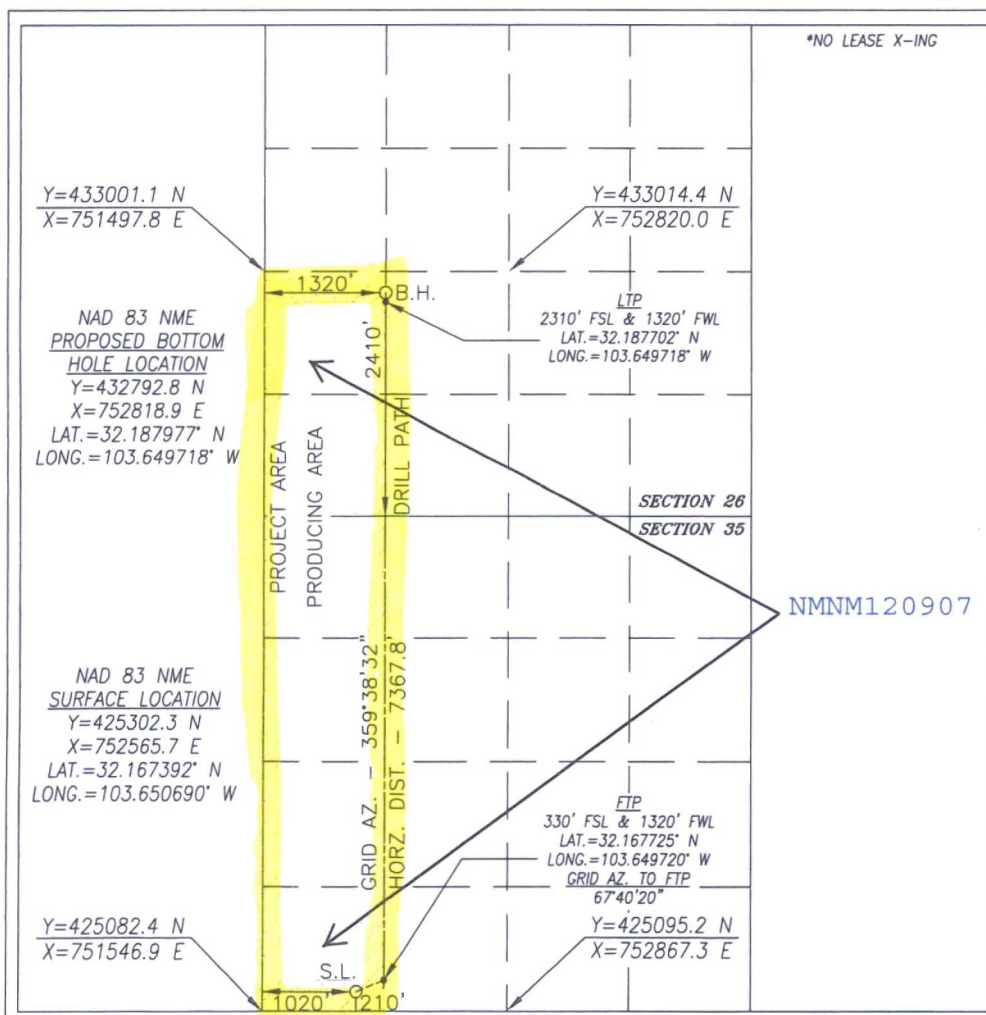 *NO LEASE X-ING
Y=433001.1 N
X=751497.8 E
Y=433014.4 N
X=752820.0 E
1320'
B.H.
LTP
2310' FSL & 1320' FWL
LAT.=32.187702° N
LONG.=103.649718° W
NAD 83 NME
PROPOSED BOTTOM
HOLE LOCATION
Y=432792.8 N
X=752818.9 E
LAT.=32.187977° N
LONG.=103.649718° W
2410'
DRILL PATH
PROJECT AREA
PRODUCING AREA
SECTION 26
SECTION 35
NMNM120907
NAD 83 NME
SURFACE LOCATION
Y=425302.3 N
X=752565.7 E
LAT.=32.167392° N
LONG.=103.650690° W
GRID AZ. - 359°38'32"
HORZ. DIST. - 7367.8'
FTP
330' FSL & 1320' FWL
LAT.=32.167725° N
LONG.=103.649720° W
GRID AZ. TO FTP
67°40'20"
Y=425082.4 N
X=751546.9 E
Y=425095.2 N
X=752867.3 E
S.L.
1020'
210'